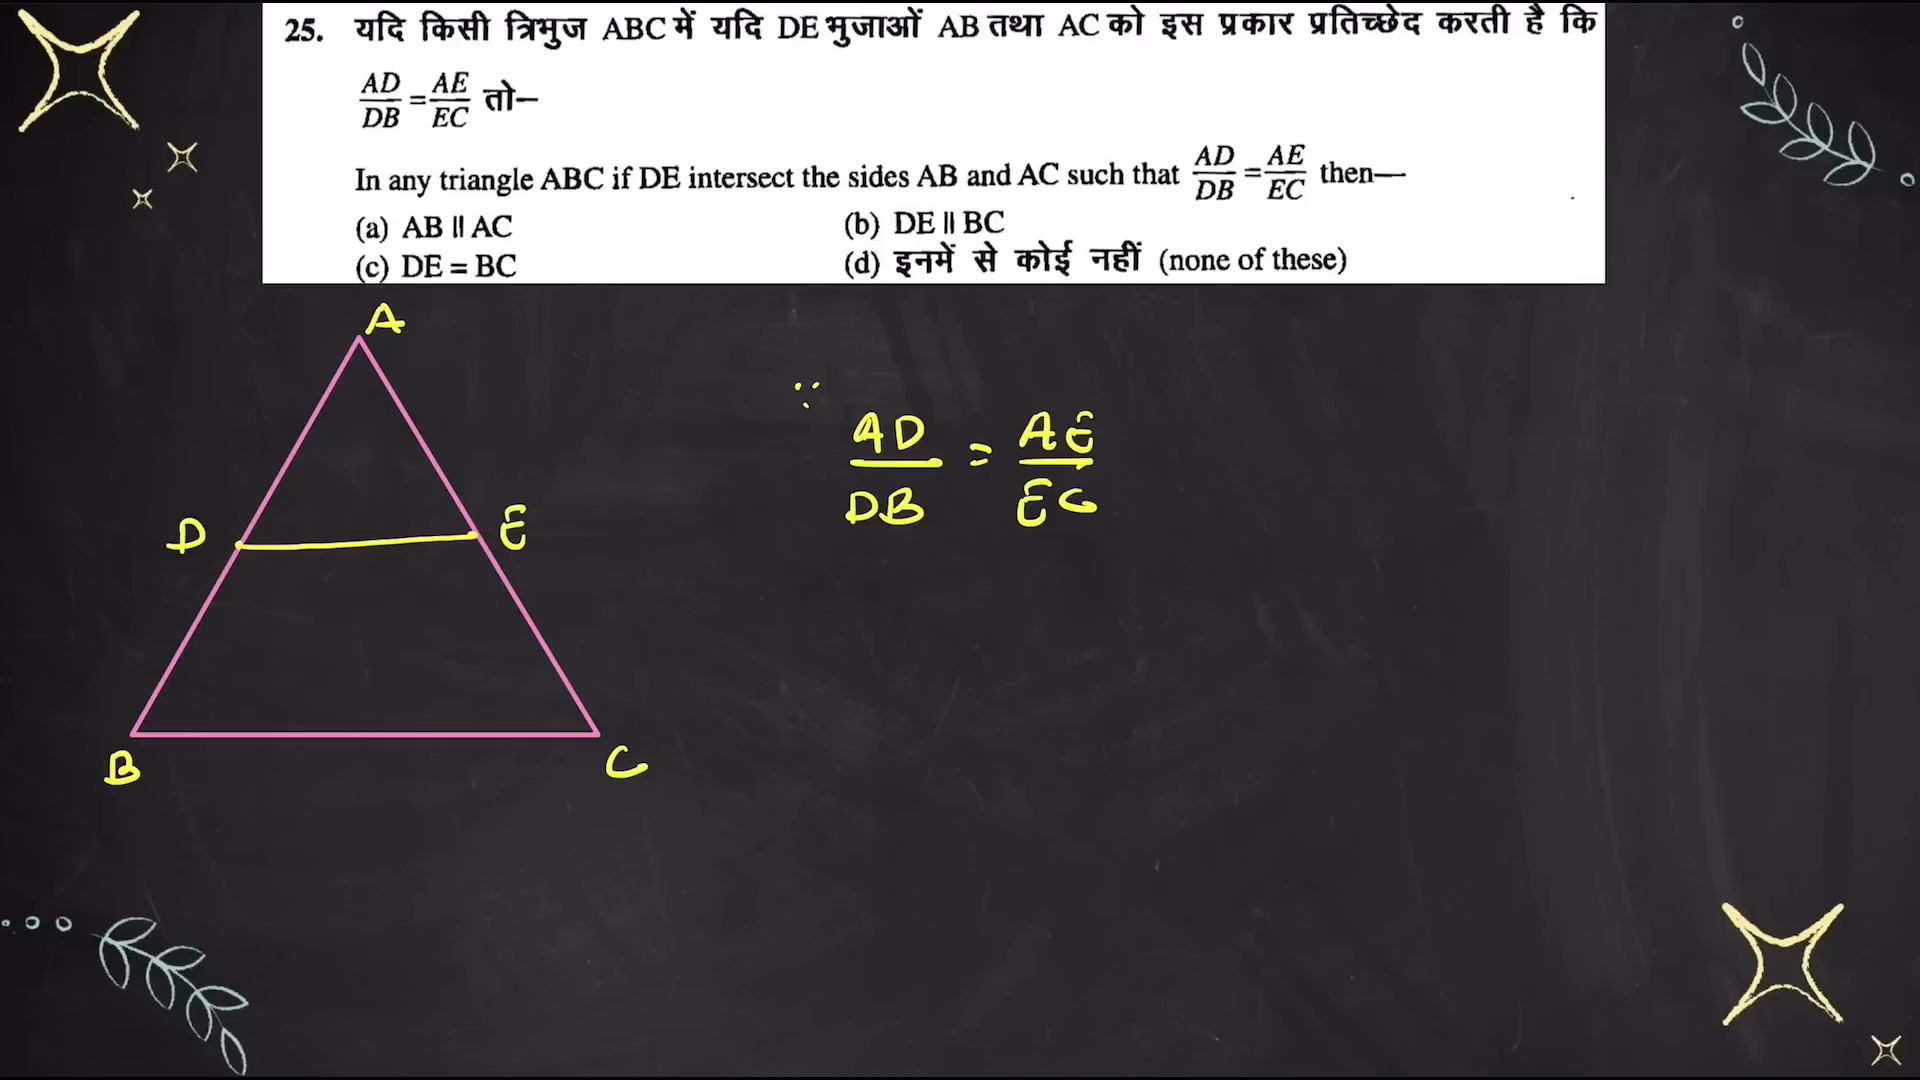 25. यदि किसी त्रिभुज ABC में यदि DE भुजाओं AB तथा AC को इस प्रकार प्रतिच्छेद करती है कि
AD/DB = AE/EC तो–
In any triangle ABC if DE intersect the sides AB and AC such that AD/DB = AE/EC then—
(a) AB || AC (b) DE || BC
(c) DE = BC (d) इनमें से कोई नहीं (none of these)
A
∵
AD/DB = AE/EC
D E
B C